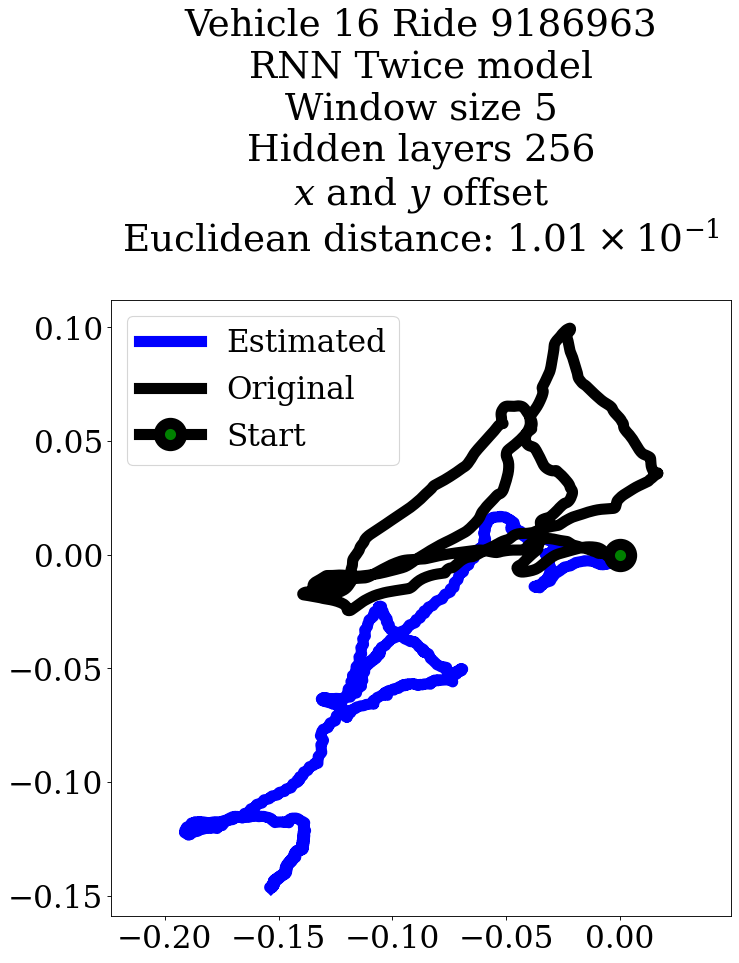 Vehicle 16 Ride 9186963
RNN Twice model
Window size 5
Hidden layers 256
x and y offset
Euclidean distance: 1.01 × 10⁻¹
Estimated
Original
Start
0.10
0.05
0.00
−0.05
−0.10
−0.15
−0.20 −0.15 −0.10 −0.05 0.00